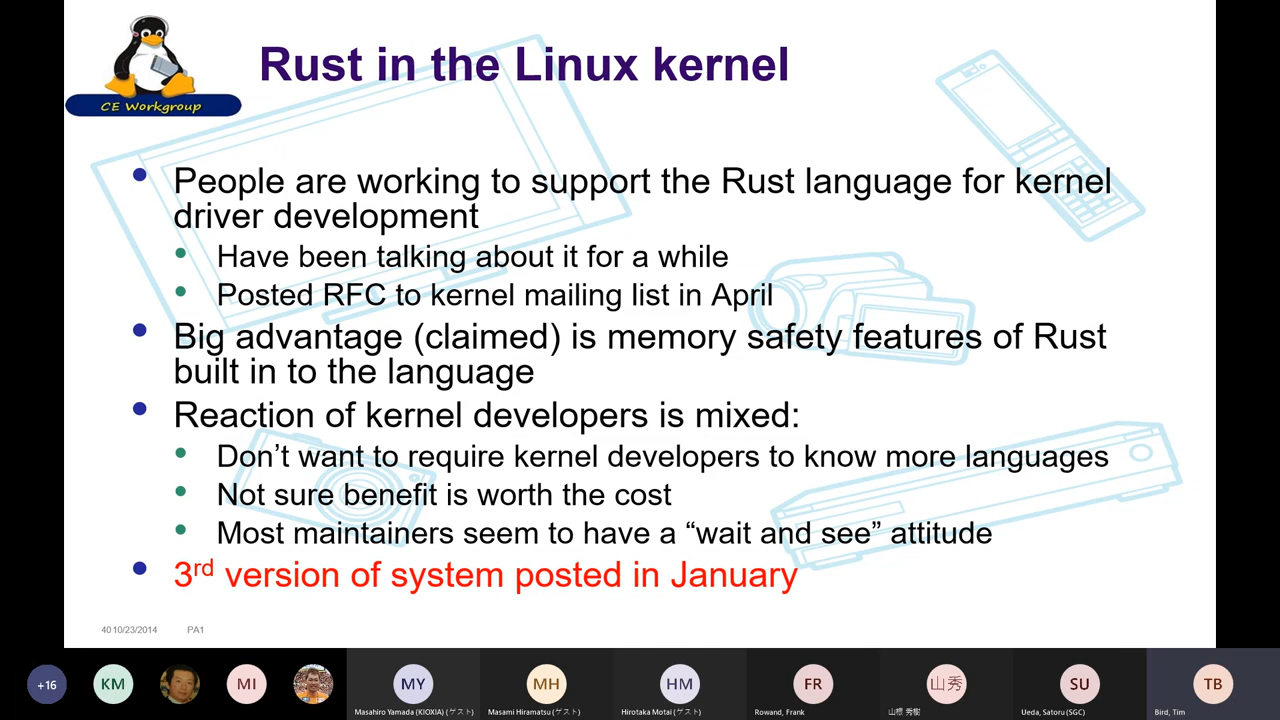 CE Workgroup
Rust in the Linux kernel
People are working to support the Rust language for kernel
driver development
Have been talking about it for a while
Posted RFC to kernel mailing list in April
Big advantage (claimed) is memory safety features of Rust
built in to the language
Reaction of kernel developers is mixed:
Don’t want to require kernel developers to know more languages
Not sure benefit is worth the cost
Most maintainers seem to have a “wait and see” attitude
3rd version of system posted in January
40 10/23/2014 PA1
+16 KM MI MY MH HM FR 山秀 SU TB
Masahiro Yamada (KIOXIA) (ゲスト) Masami Hiramatsu (ゲスト) Hirotaka Motai (ゲスト) Rowand, Frank 山根 秀樹 Ueda, Satoru (SGC) Bird, Tim